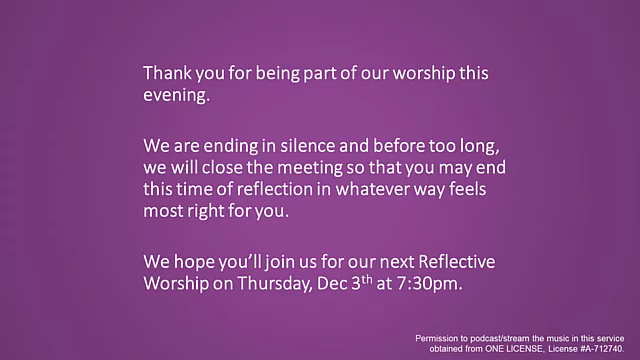 Thank you for being part of our worship this
evening.
We are ending in silence and before too long,
we will close the meeting so that you may end
this time of reflection in whatever way feels
most right for you.
We hope you’ll join us for our next Reflective
Worship on Thursday, Dec 3th at 7:30pm.
Permission to podcast/stream the music in this service
obtained from ONE LICENSE, License #A-712740.